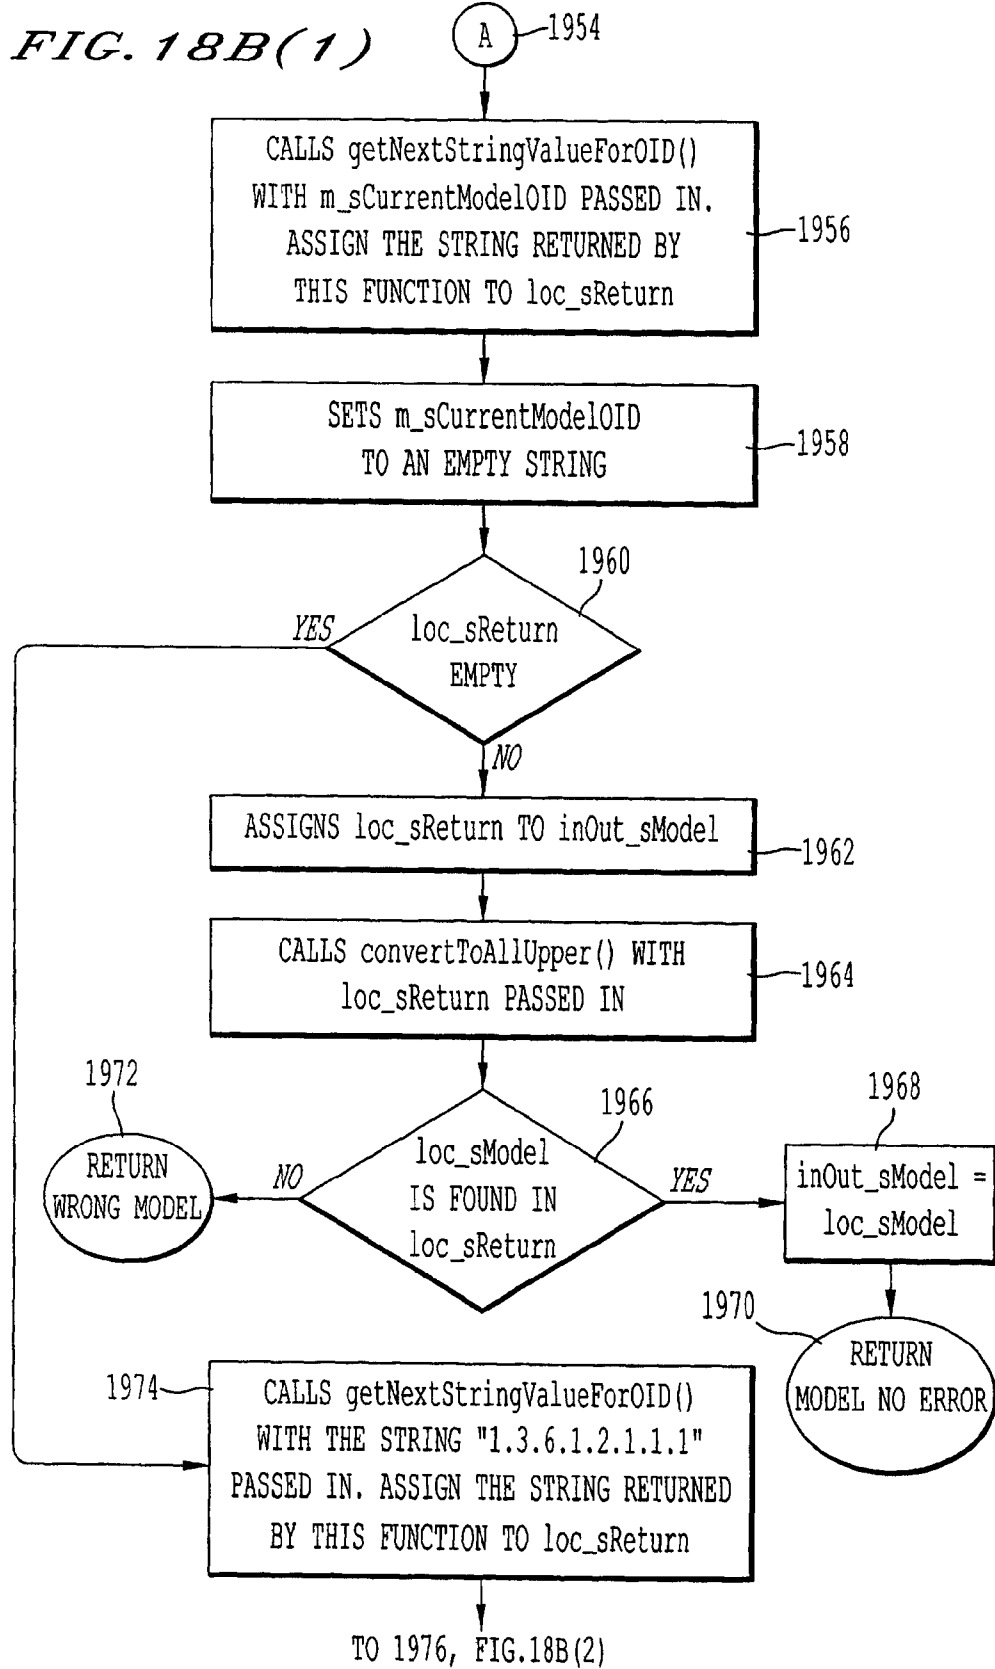 FIG. 18B(1)
A
1954
CALLS getNextStringValueForOID()
WITH m_sCurrentModelOID PASSED IN.
ASSIGN THE STRING RETURNED BY
THIS FUNCTION TO loc_sReturn
1956
SETS m_sCurrentModelOID
TO AN EMPTY STRING
1958
1960
loc_sReturn
EMPTY
YES
NO
ASSIGNS loc_sReturn TO inOut_sModel
1962
CALLS convertToAllUpper() WITH
loc_sReturn PASSED IN
1964
1966
loc_sModel
IS FOUND IN
loc_sReturn
NO
YES
1972
RETURN
WRONG MODEL
1968
inOut_sModel =
loc_sModel
1970
RETURN
MODEL NO ERROR
1974
CALLS getNextStringValueForOID()
WITH THE STRING "1.3.6.1.2.1.1.1"
PASSED IN. ASSIGN THE STRING RETURNED
BY THIS FUNCTION TO loc_sReturn
TO 1976, FIG.18B(2)